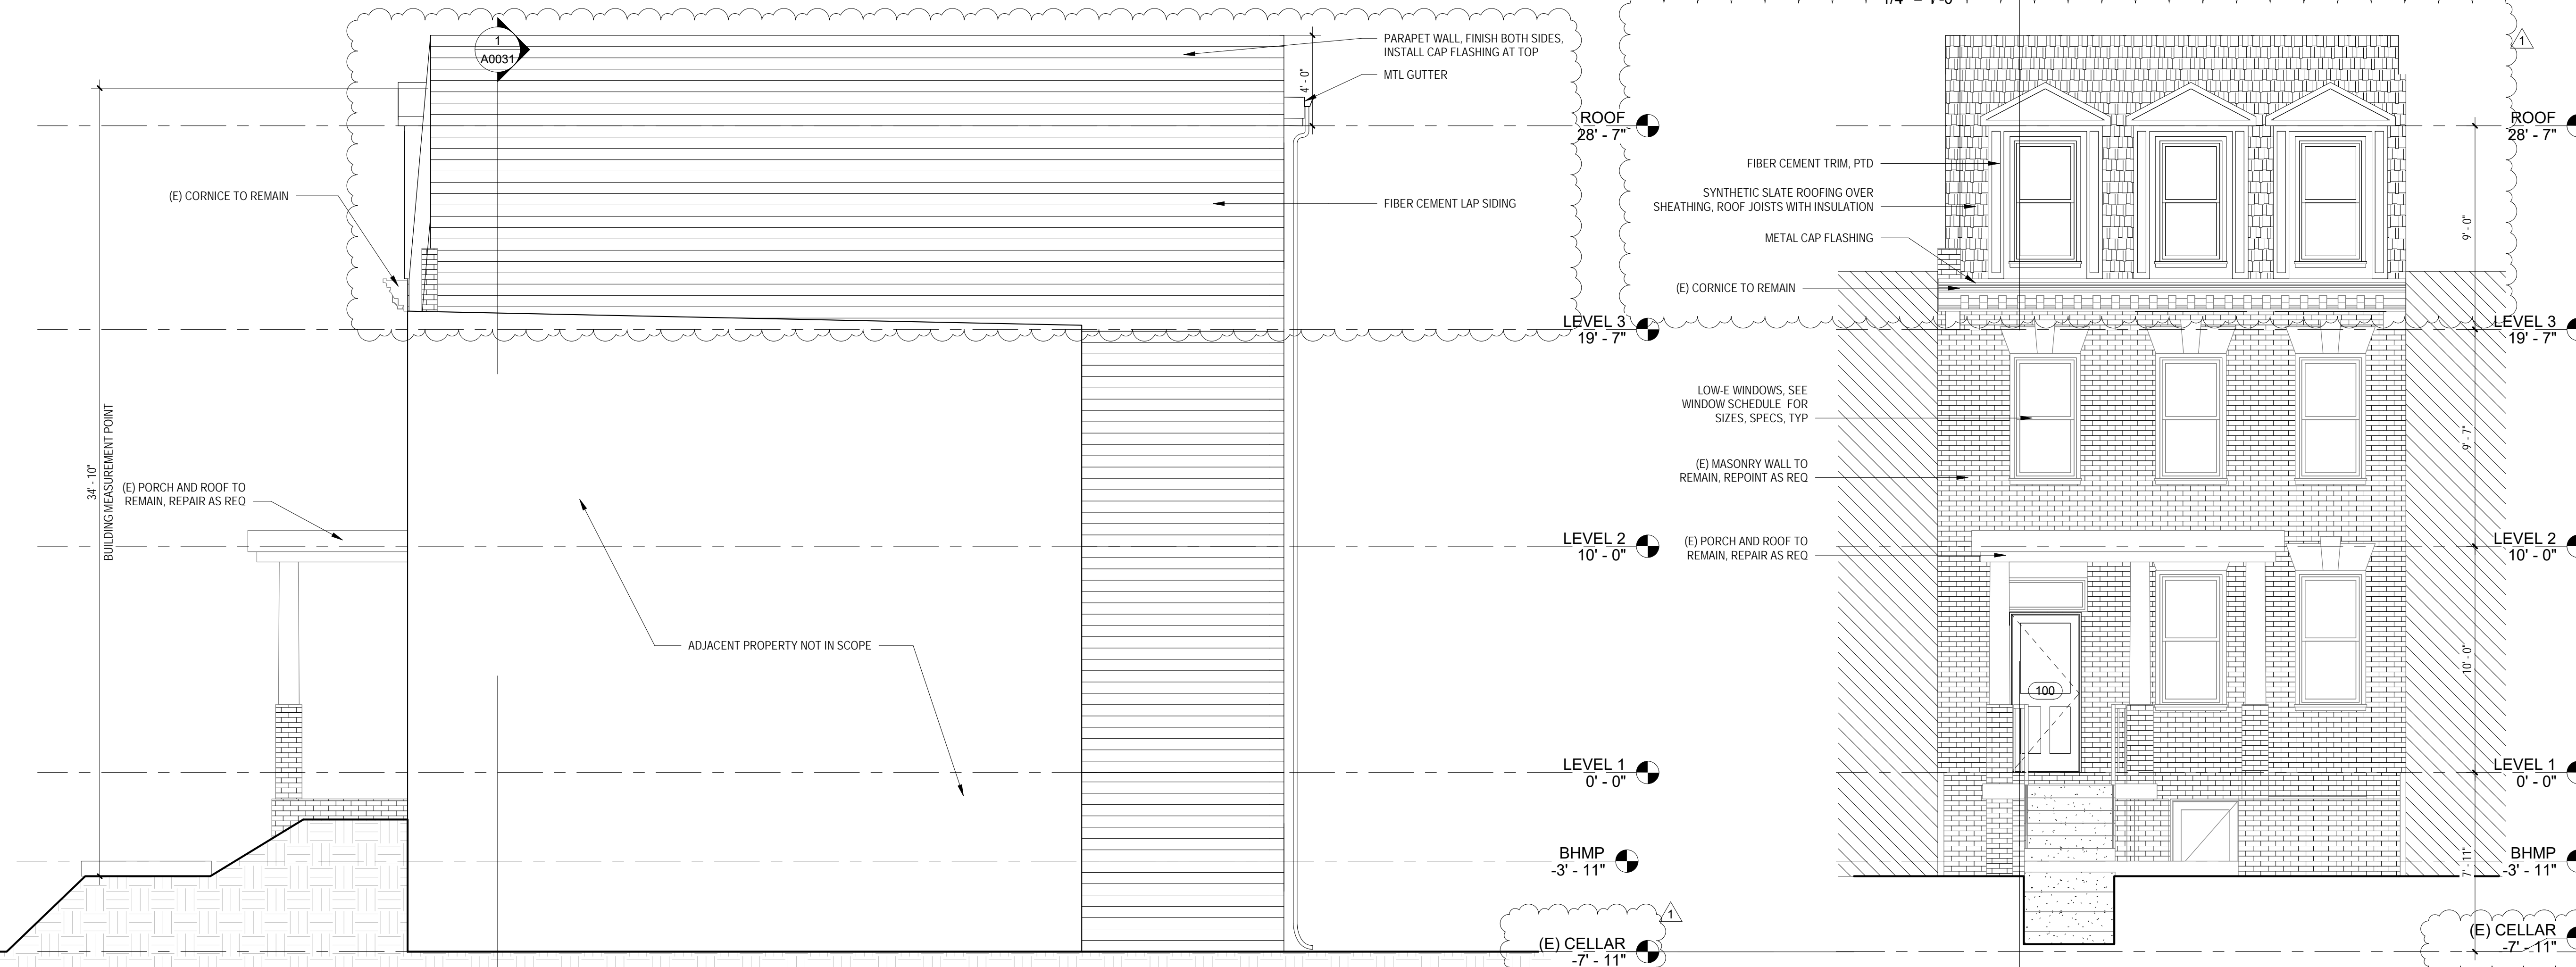 1
A0031
PARAPET WALL, FINISH BOTH SIDES,
INSTALL CAP FLASHING AT TOP
MTL GUTTER
4' - 0"
ROOF
28' - 7"
(E) CORNICE TO REMAIN
FIBER CEMENT LAP SIDING
LEVEL 3
19' - 7"
34' - 10"
BUILDING MEASUREMENT POINT
(E) PORCH AND ROOF TO
REMAIN, REPAIR AS REQ
LEVEL 2
10' - 0"
ADJACENT PROPERTY NOT IN SCOPE
LEVEL 1
0' - 0"
BHMP
-3' - 11"
1
(E) CELLAR
-7' - 11"
1
ROOF
28' - 7"
FIBER CEMENT TRIM, PTD
SYNTHETIC SLATE ROOFING OVER
SHEATHING, ROOF JOISTS WITH INSULATION
9' - 0"
METAL CAP FLASHING
(E) CORNICE TO REMAIN
LEVEL 3
19' - 7"
LOW-E WINDOWS, SEE
WINDOW SCHEDULE FOR
SIZES, SPECS, TYP
9' - 7"
(E) MASONRY WALL TO
REMAIN, REPOINT AS REQ
(E) PORCH AND ROOF TO
REMAIN, REPAIR AS REQ
LEVEL 2
10' - 0"
10' - 0"
100
LEVEL 1
0' - 0"
7' - 11"
BHMP
-3' - 11"
(E) CELLAR
-7' - 11"